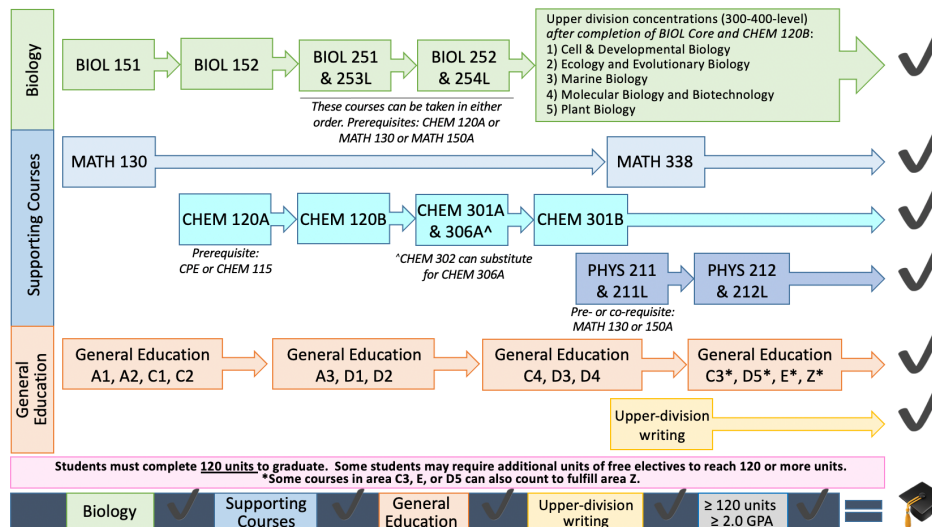 Biology
BIOL 151
BIOL 152
BIOL 251
& 253L
BIOL 252
& 254L
These courses can be taken in either
order. Prerequisites: CHEM 120A or
MATH 130 or MATH 150A
Upper division concentrations (300-400-level)
after completion of BIOL Core and CHEM 120B:
1) Cell & Developmental Biology
2) Ecology and Evolutionary Biology
3) Marine Biology
4) Molecular Biology and Biotechnology
5) Plant Biology
Supporting Courses
MATH 130
MATH 338
CHEM 120A
CHEM 120B
CHEM 301A
& 306A^
CHEM 301B
Prerequisite:
CPE or CHEM 115
^CHEM 302 can substitute
for CHEM 306A
PHYS 211
& 211L
PHYS 212
& 212L
Pre- or co-requisite:
MATH 130 or 150A
General
Education
General Education
A1, A2, C1, C2
General Education
A3, D1, D2
General Education
C4, D3, D4
General Education
C3*, D5*, E*, Z*
Upper-division
writing
Students must complete 120 units to graduate. Some students may require additional units of free electives to reach 120 or more units.
*Some courses in area C3, E, or D5 can also count to fulfill area Z.
Biology
Supporting
Courses
General
Education
Upper-division
writing
≥ 120 units
≥ 2.0 GPA